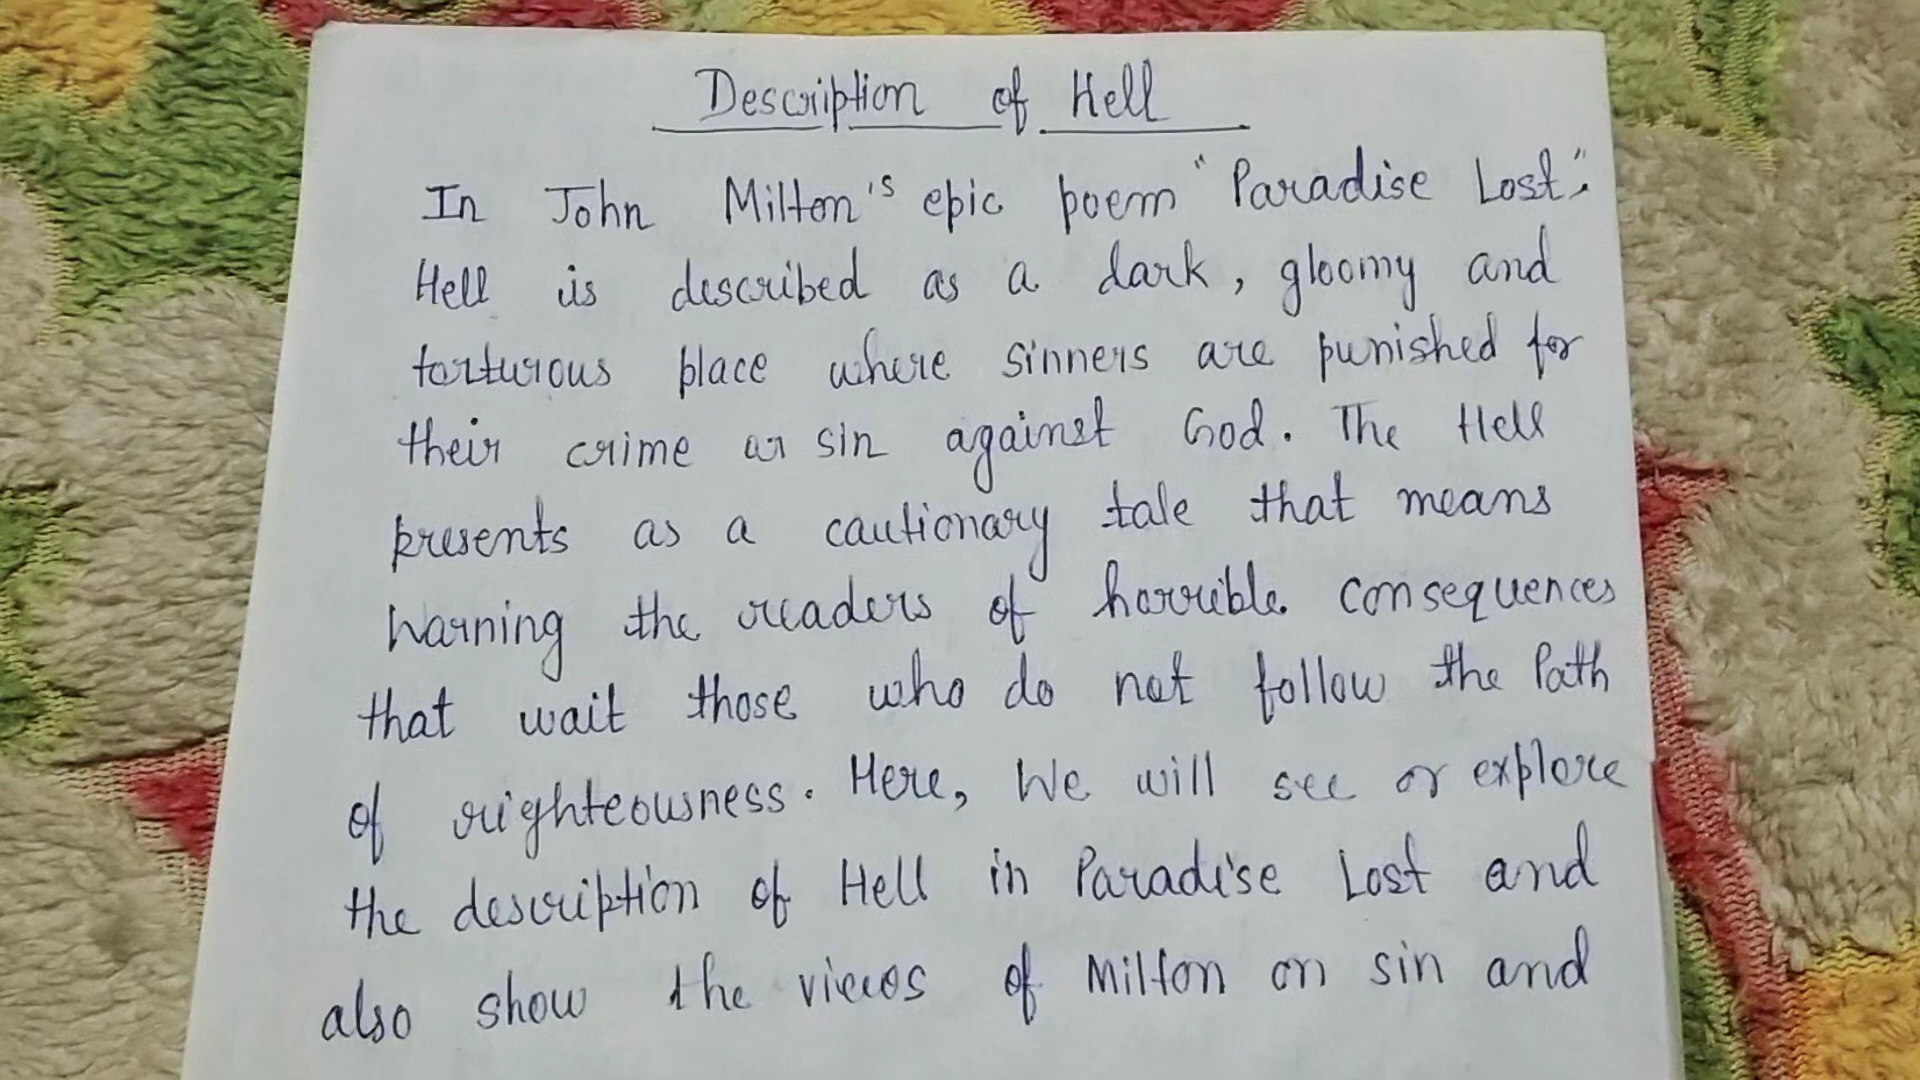 Description of Hell
In John Milton's epic poem "Paradise Lost".
Hell is described as a dark, gloomy and
torturous place where sinners are punished for
their crime or sin against God. The Hell
presents as a cautionary tale that means
Warning the readers of horrible consequences
that wait those who do not follow the Path
of righteousness. Here, We will see or explore
the description of Hell in Paradise Lost and
also show the views of Milton on sin and